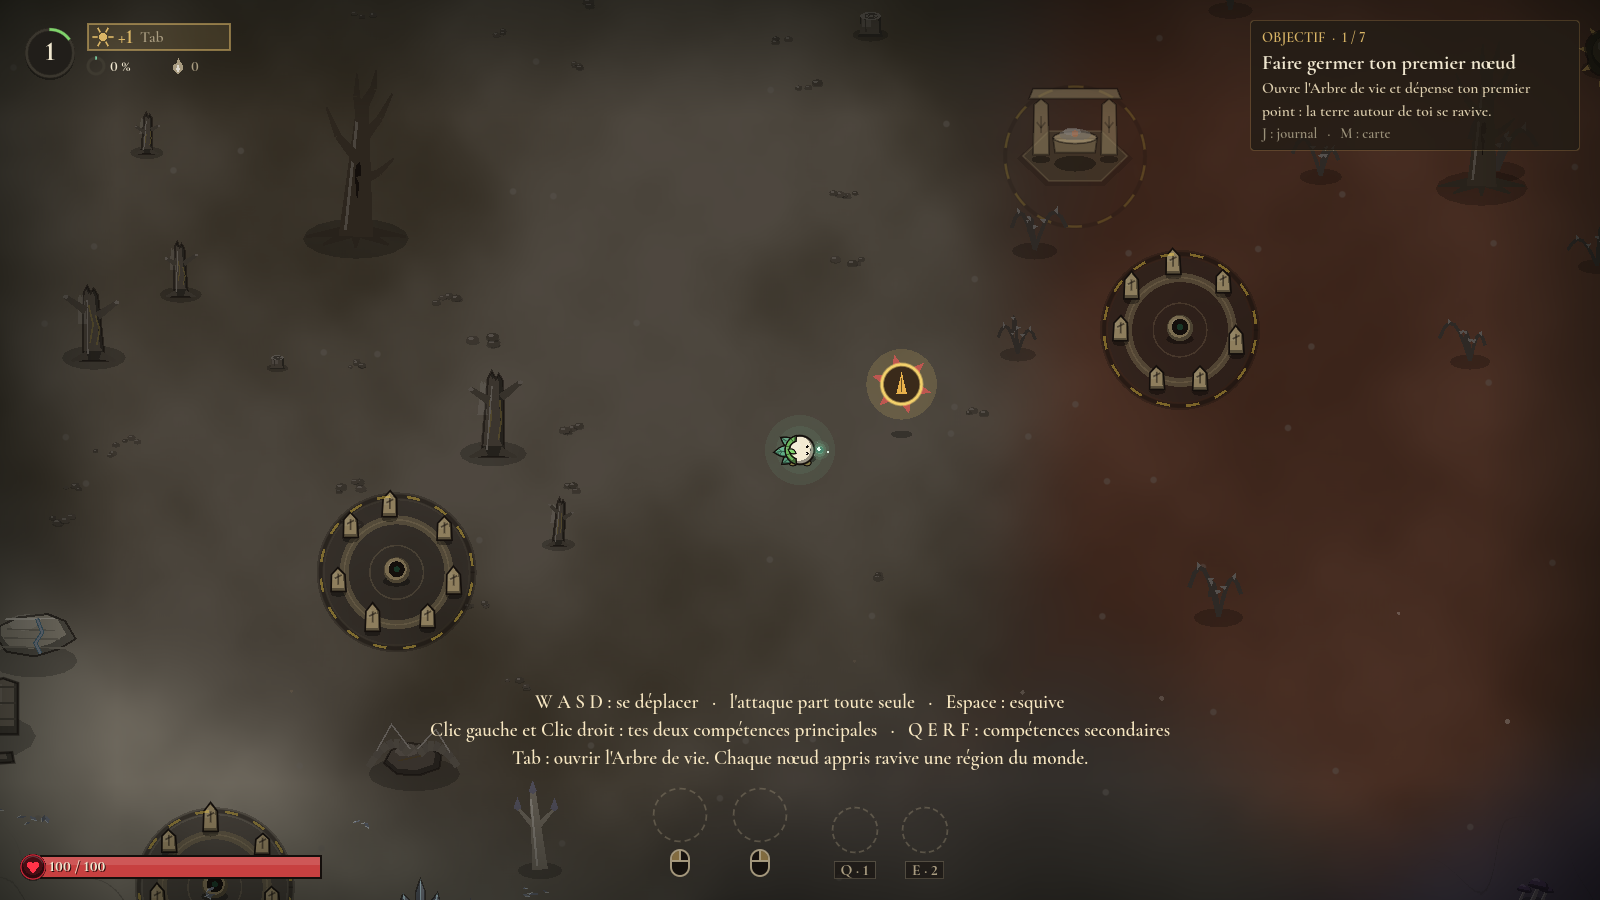 1
+1 Tab
0 %
0
OBJECTIF · 1 / 7
Faire germer ton premier nœud
Ouvre l'Arbre de vie et dépense ton premier
point : la terre autour de toi se ravive.
J : journal · M : carte
W A S D : se déplacer · l'attaque part toute seule · Espace : esquive
Clic gauche et Clic droit : tes deux compétences principales · Q E R F : compétences secondaires
Tab : ouvrir l'Arbre de vie. Chaque nœud appris ravive une région du monde.
100 / 100
Q · 1
E · 2